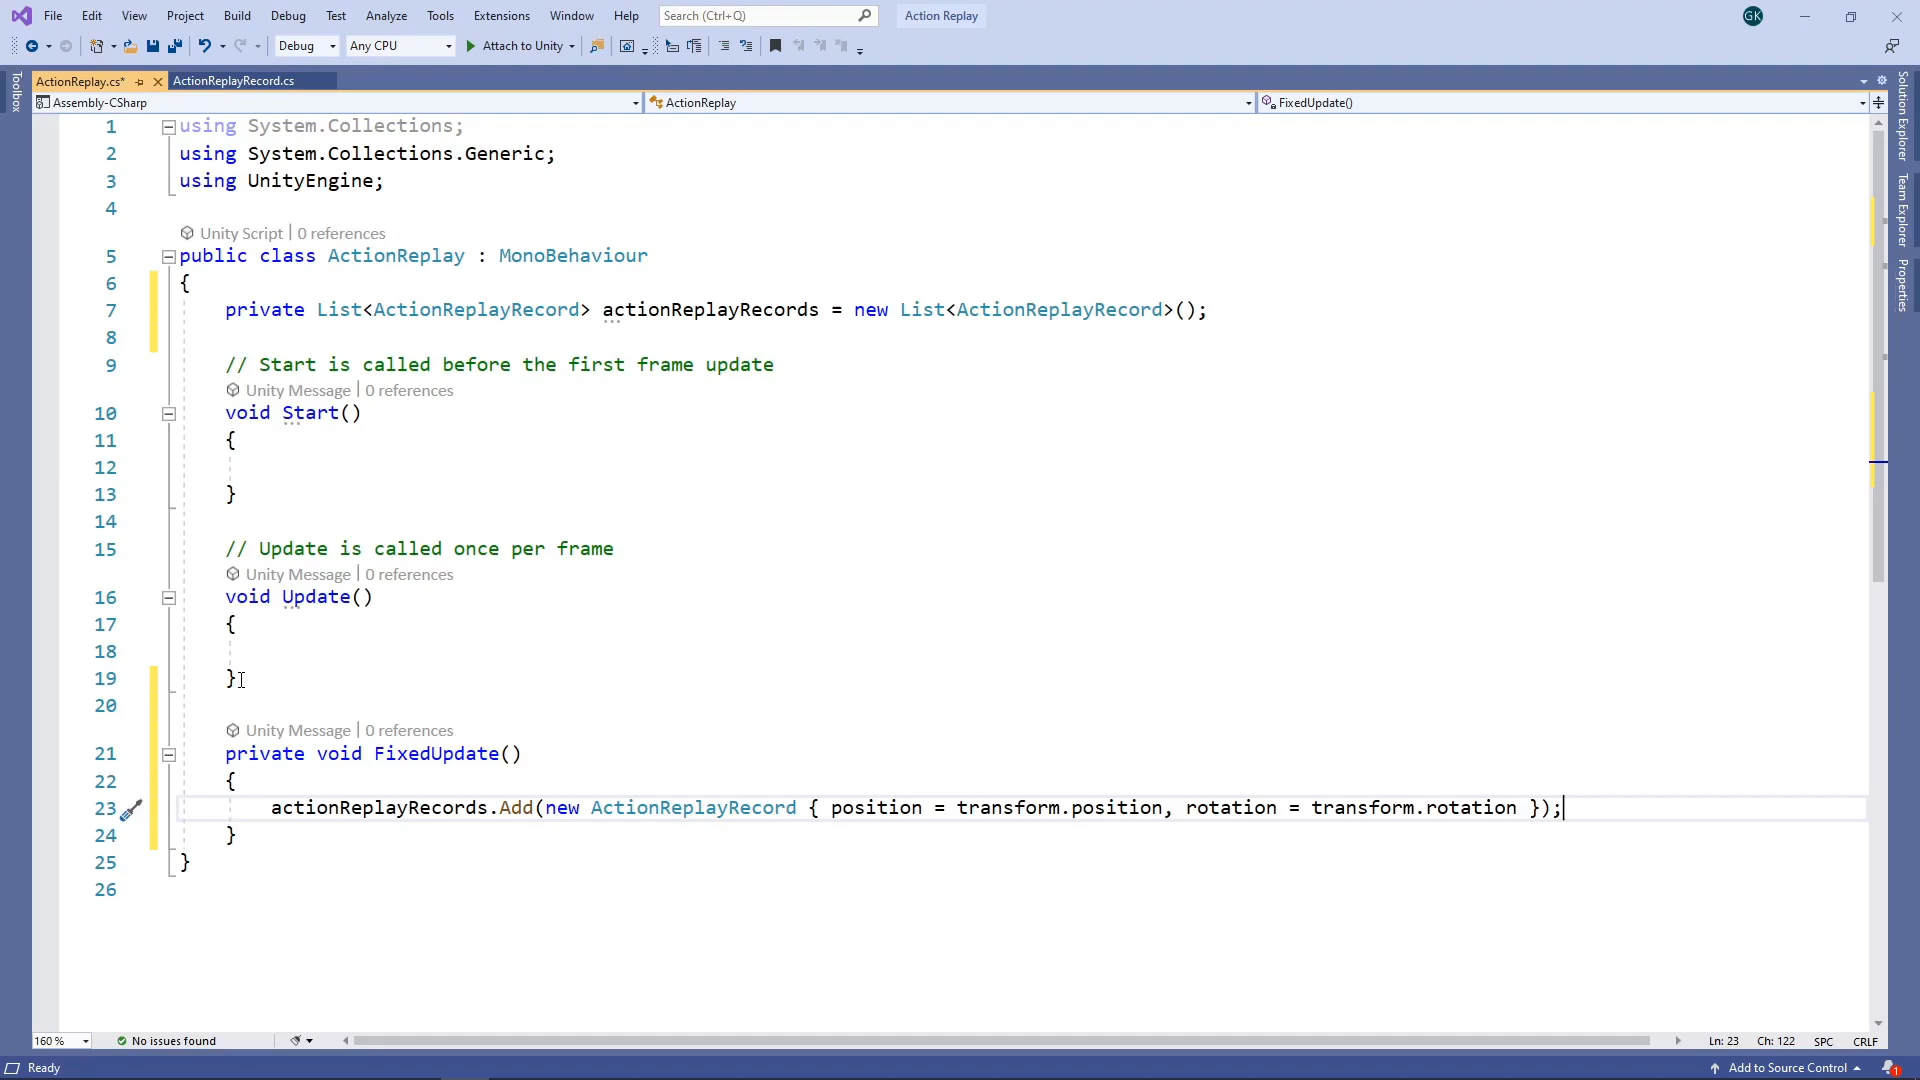 File Edit View Project Build Debug Test Analyze Tools Extensions Window Help Search (Ctrl+Q) Action Replay GK
Debug Any CPU Attach to Unity
Toolbox
ActionReplay.cs* ActionReplayRecord.cs
Assembly-CSharp ActionReplay FixedUpdate()
1 using System.Collections;
2 using System.Collections.Generic;
3 using UnityEngine;
4
Unity Script | 0 references
5 public class ActionReplay : MonoBehaviour
6 {
7 private List<ActionReplayRecord> actionReplayRecords = new List<ActionReplayRecord>();
8
9 // Start is called before the first frame update
Unity Message | 0 references
10 void Start()
11 {
12
13 }
14
15 // Update is called once per frame
Unity Message | 0 references
16 void Update()
17 {
18
19 }
20
Unity Message | 0 references
21 private void FixedUpdate()
22 {
23 actionReplayRecords.Add(new ActionReplayRecord { position = transform.position, rotation = transform.rotation });
24 }
25 }
26
Solution Explorer
Team Explorer
Properties
160 % No issues found Ln: 23 Ch: 122 SPC CRLF
Ready Add to Source Control 1